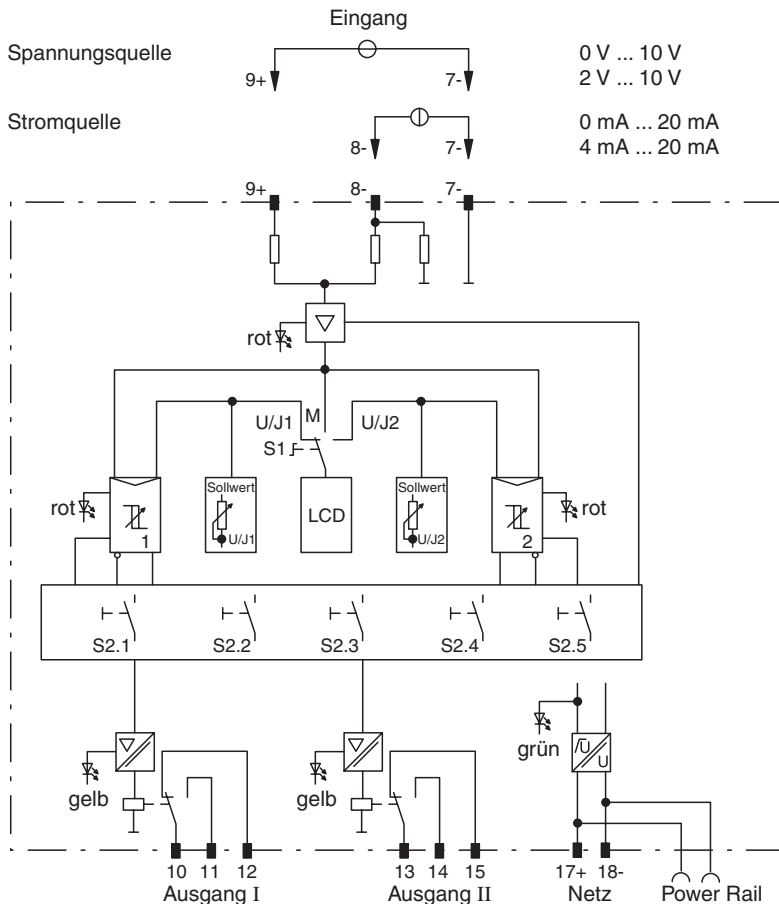 Eingang
Spannungsquelle
0 V ... 10 V
9+
7-
2 V ... 10 V
Stromquelle
0 mA ... 20 mA
8-
7-
4 mA ... 20 mA
9+
8-
7-
rot
M
U/J1
U/J2
S1
Sollwert
Sollwert
rot
LCD
rot
1
U/J1
U/J2
2
S2.1
S2.2
S2.3
S2.4
S2.5
grün
U
U
gelb
gelb
10
11
12
13
14
15
17+
18-
Ausgang I
Ausgang II
Netz
Power Rail